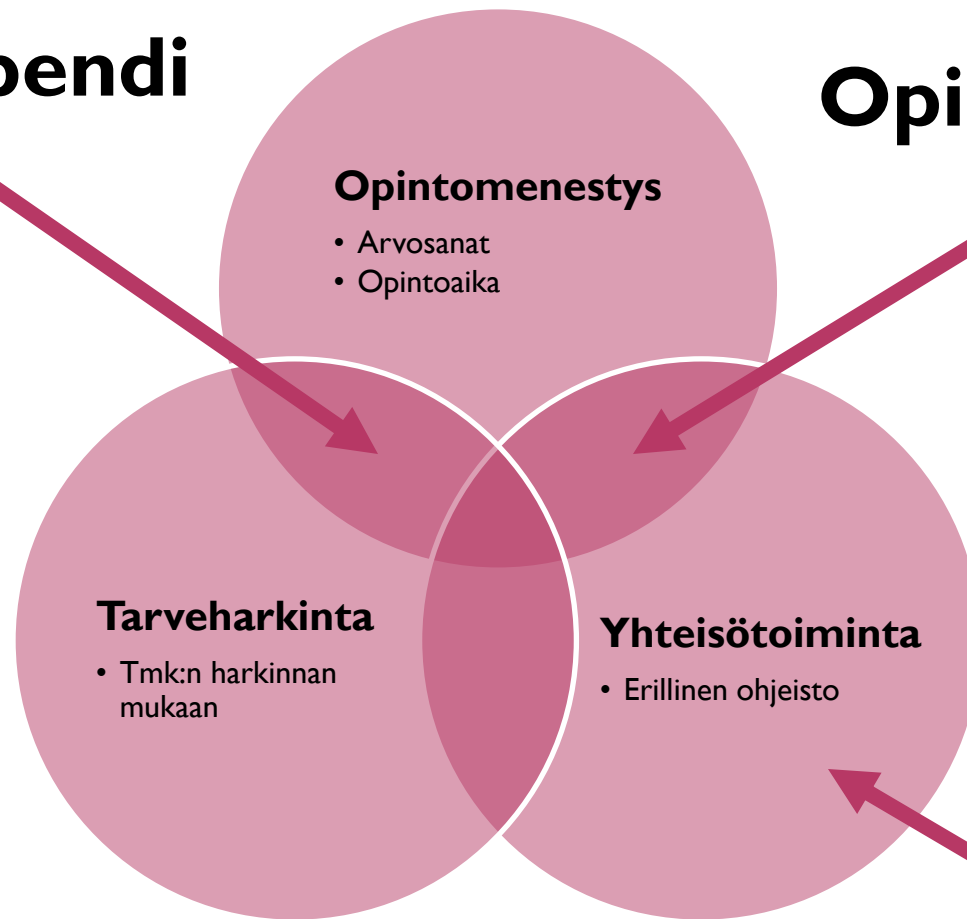 pendi
Opi
Opintomenestys
• Arvosanat
• Opintoaika
Tarveharkinta
• Tmk:n harkinnan
mukaan
Yhteisötoiminta
• Erillinen ohjeisto